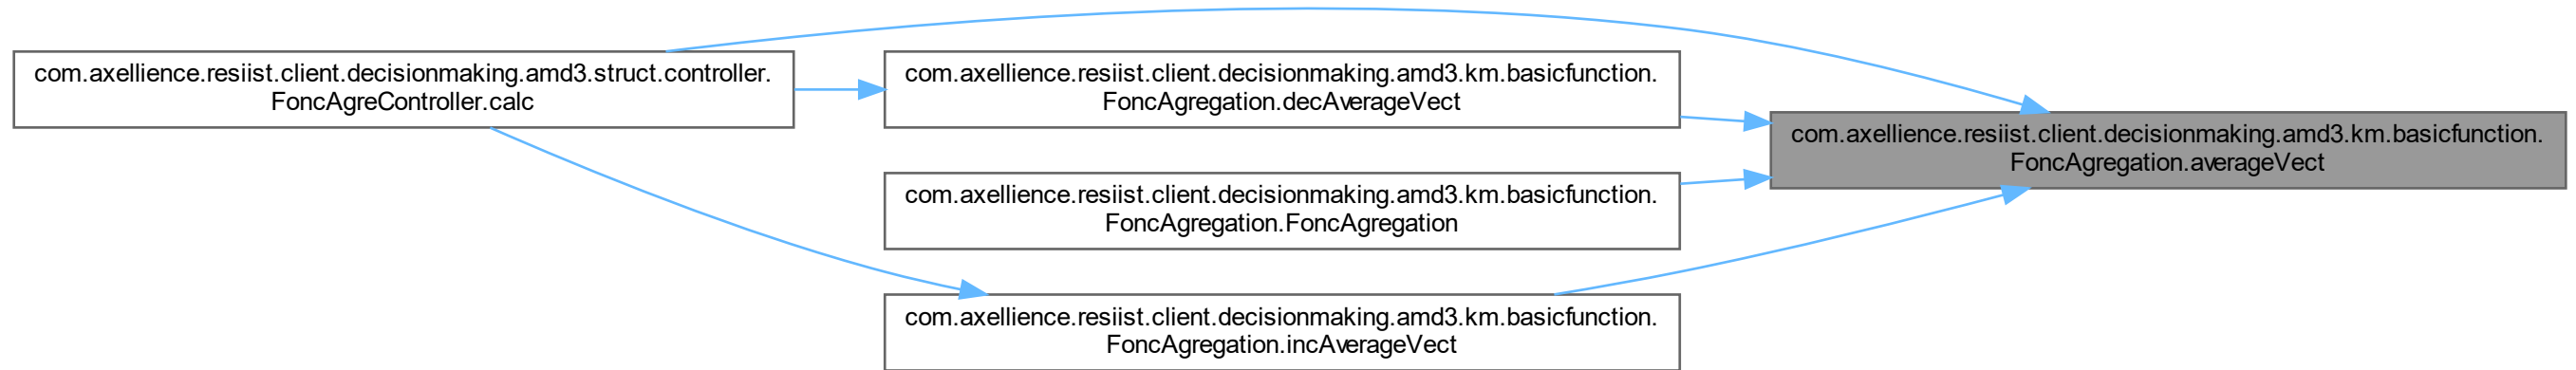 com.axellience.resiist.client.decisionmaking.amd3.struct.controller.
FoncAgreController.calc
com.axellience.resiist.client.decisionmaking.amd3.km.basicfunction.
FoncAgregation.decAverageVect
com.axellience.resiist.client.decisionmaking.amd3.km.basicfunction.
FoncAgregation.averageVect
com.axellience.resiist.client.decisionmaking.amd3.km.basicfunction.
FoncAgregation.FoncAgregation
com.axellience.resiist.client.decisionmaking.amd3.km.basicfunction.
FoncAgregation.incAverageVect